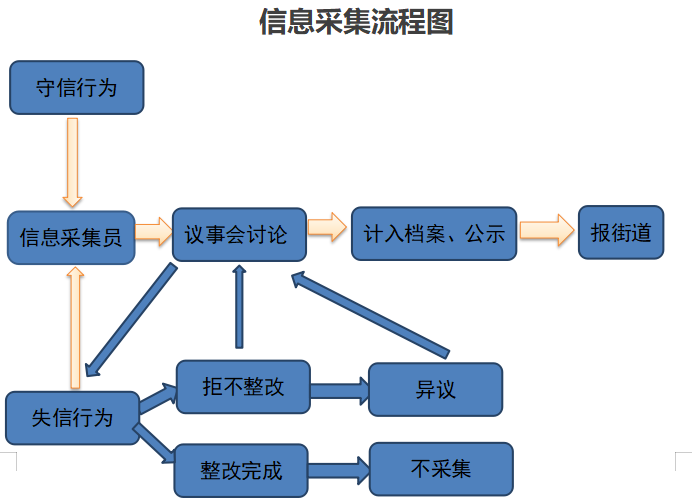 信息采集流程图
守信行为
信息采集员
议事会讨论
计入档案、公示
报街道
拒不整改
异议
失信行为
整改完成
不采集